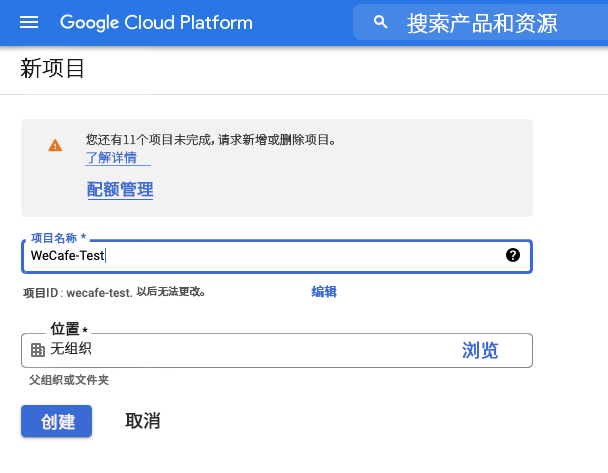 Google Cloud Platform
搜索产品和资源
新项目
您还有11个项目未完成,请求新增或删除项目。
了解详情
配额管理
项目名称 *
WeCafe-Test
项目ID : wecafe-test. 以后无法更改。 编辑
位置 *
无组织 浏览
父组织或文件夹
创建 取消